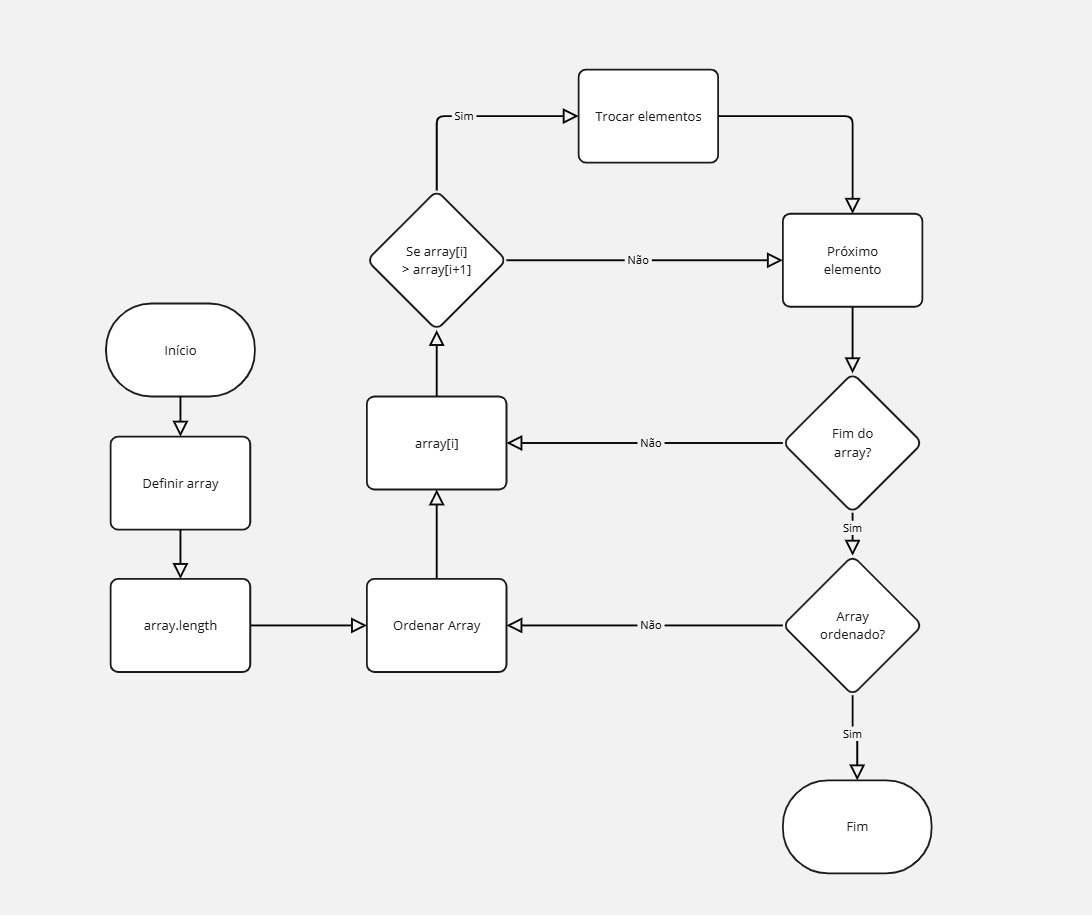 Trocar elementos
Sim
Se array[i]
> array[i+1]
Não
Próximo
elemento
Início
Definir array
array.length
Ordenar Array
array[i]
Não
Fim do
array?
Sim
Não
Array
ordenado?
Sim
Fim